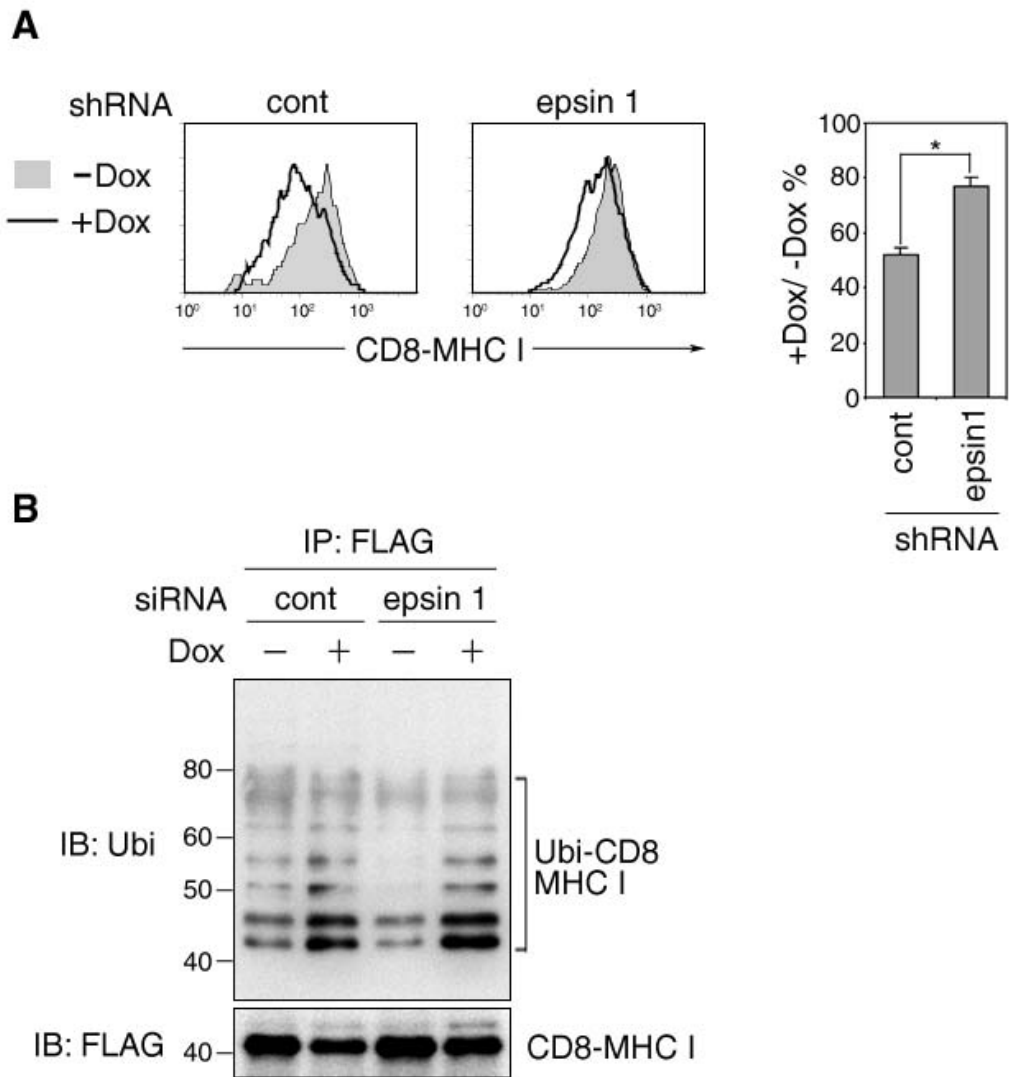 A
shRNA cont epsin 1
−Dox
+Dox
10⁰ 10¹ 10² 10³
10⁰ 10¹ 10² 10³
CD8-MHC I
100
80
60
40
20
0
+Dox/ -Dox %
*
cont epsin1
shRNA
B
IP: FLAG
siRNA cont epsin 1
Dox − + − +
80
60
50
40
IB: Ubi
Ubi-CD8
MHC I
IB: FLAG 40 CD8-MHC I